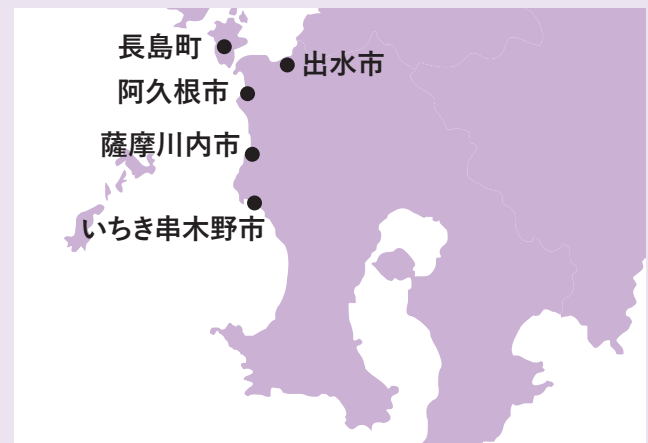 長島町
出水市
阿久根市
薩摩川内市
いちき串木野市